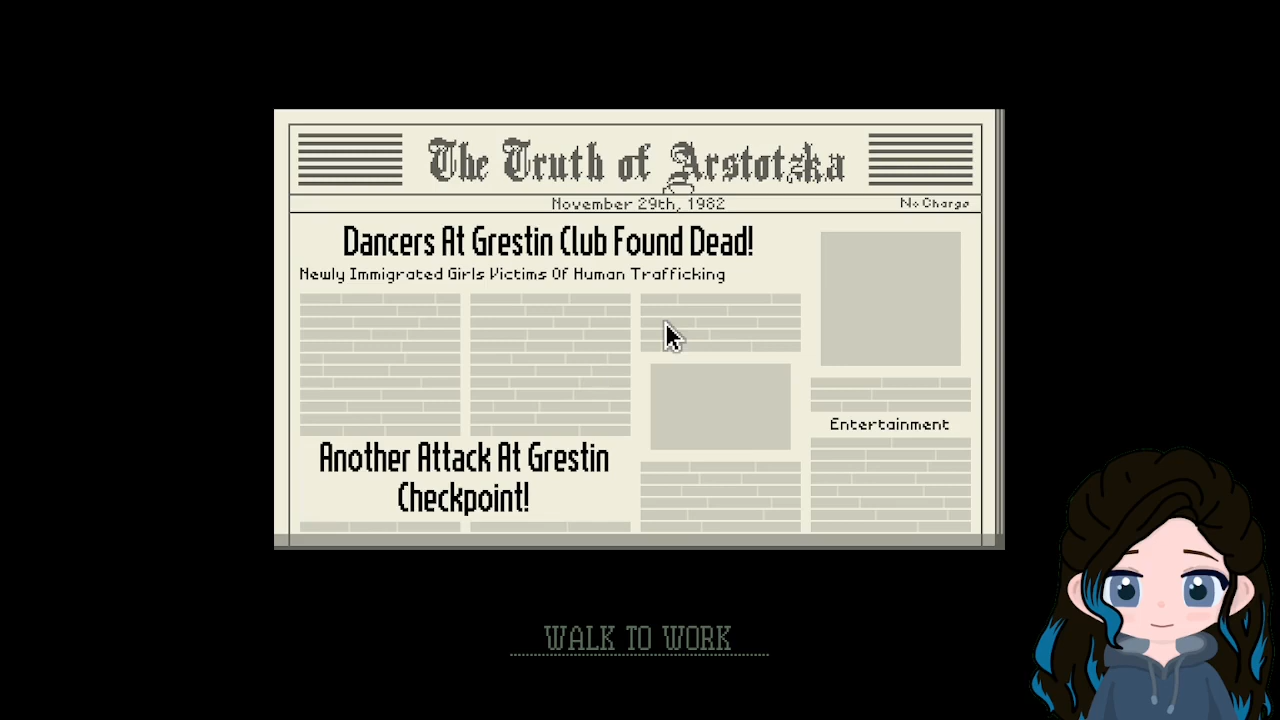 The Truth of Arstotzka
November 29th, 1982
No Charge
Dancers At Grestin Club Found Dead!
Newly Immigrated Girls Victims Of Human Trafficking
Another Attack At Grestin
Checkpoint!
Entertainment
WALK TO WORK